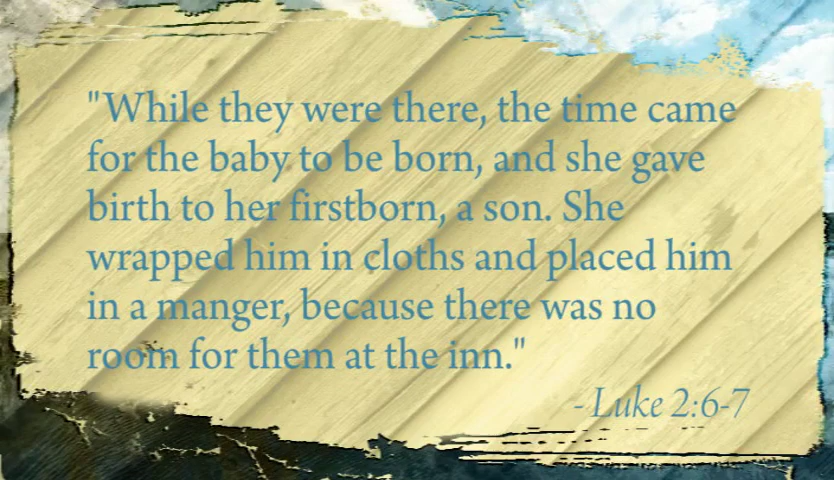 "While they were there, the time came
for the baby to be born, and she gave
birth to her firstborn, a son. She
wrapped him in cloths and placed him
in a manger, because there was no
room for them at the inn."
- Luke 2:6-7